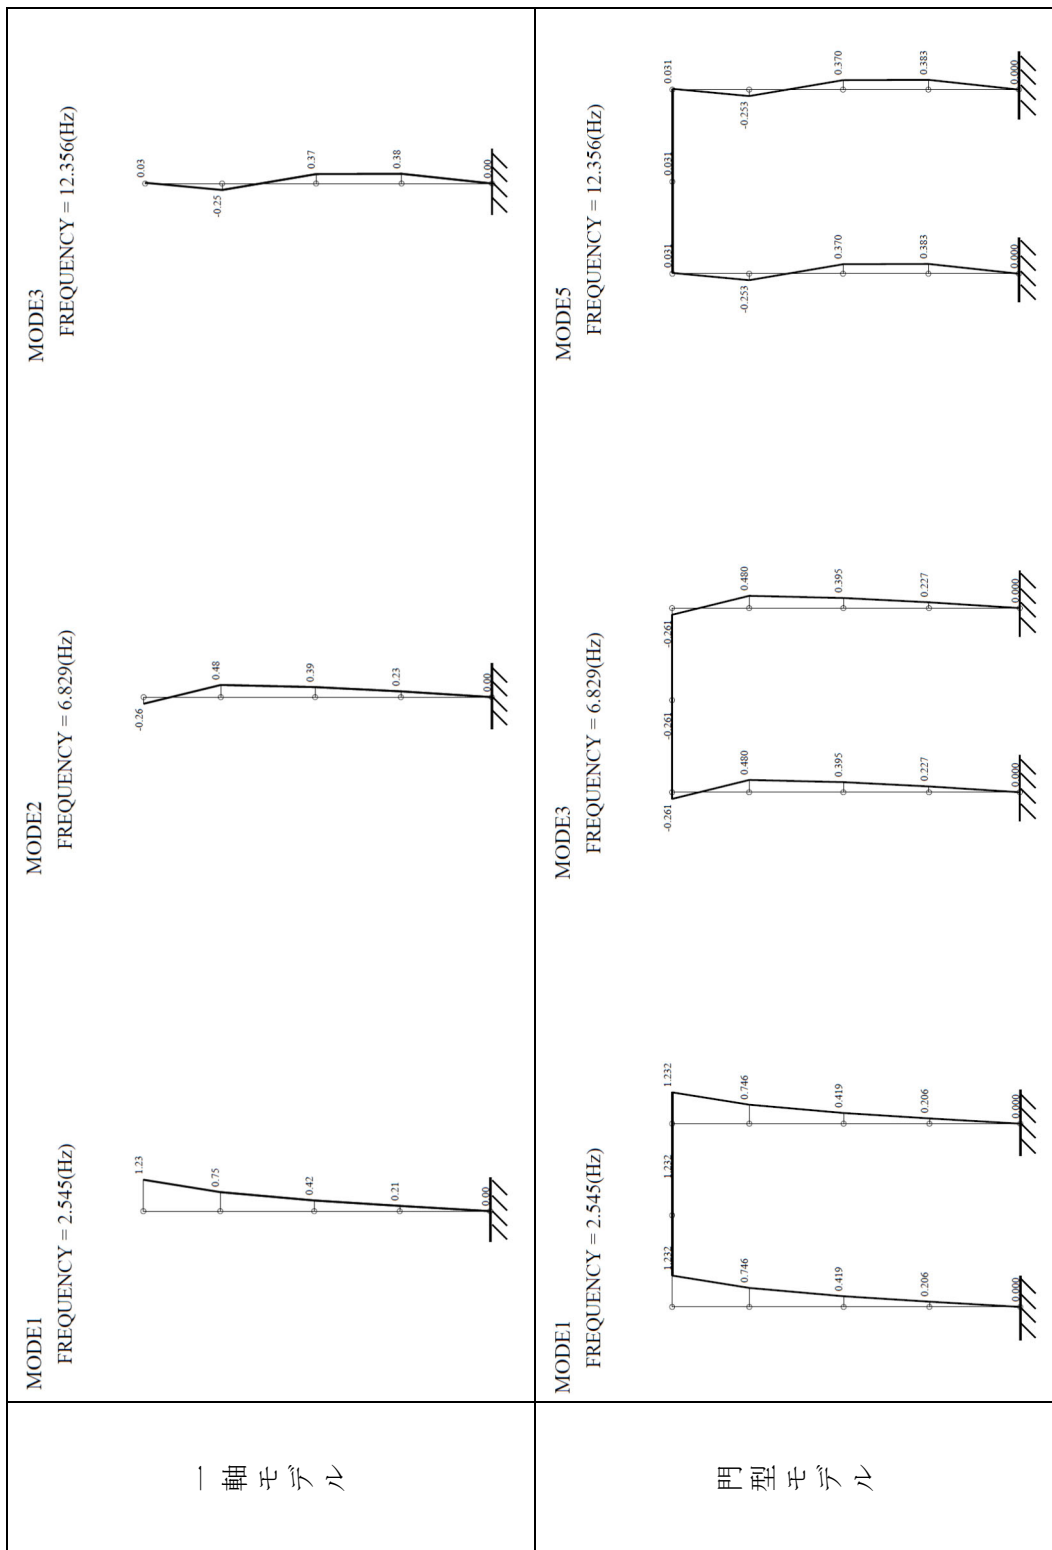 一軸モデル
MODE1
FREQUENCY = 2.545(Hz)
1.23
0.75
0.42
0.21
0.00
MODE2
FREQUENCY = 6.829(Hz)
-0.26
0.48
0.39
0.23
0.00
MODE3
FREQUENCY = 12.356(Hz)
0.03
-0.25
0.37
0.38
0.00
門型モデル
MODE1
FREQUENCY = 2.545(Hz)
1.232 1.232 1.232
0.746 0.746
0.419 0.419
0.206 0.206
0.000 0.000
MODE3
FREQUENCY = 6.829(Hz)
-0.261 -0.261 -0.261
0.480 0.480
0.395 0.395
0.227 0.227
0.000 0.000
MODE5
FREQUENCY = 12.356(Hz)
0.031 0.031 0.031
-0.253 -0.253
0.370 0.370
0.383 0.383
0.000 0.000